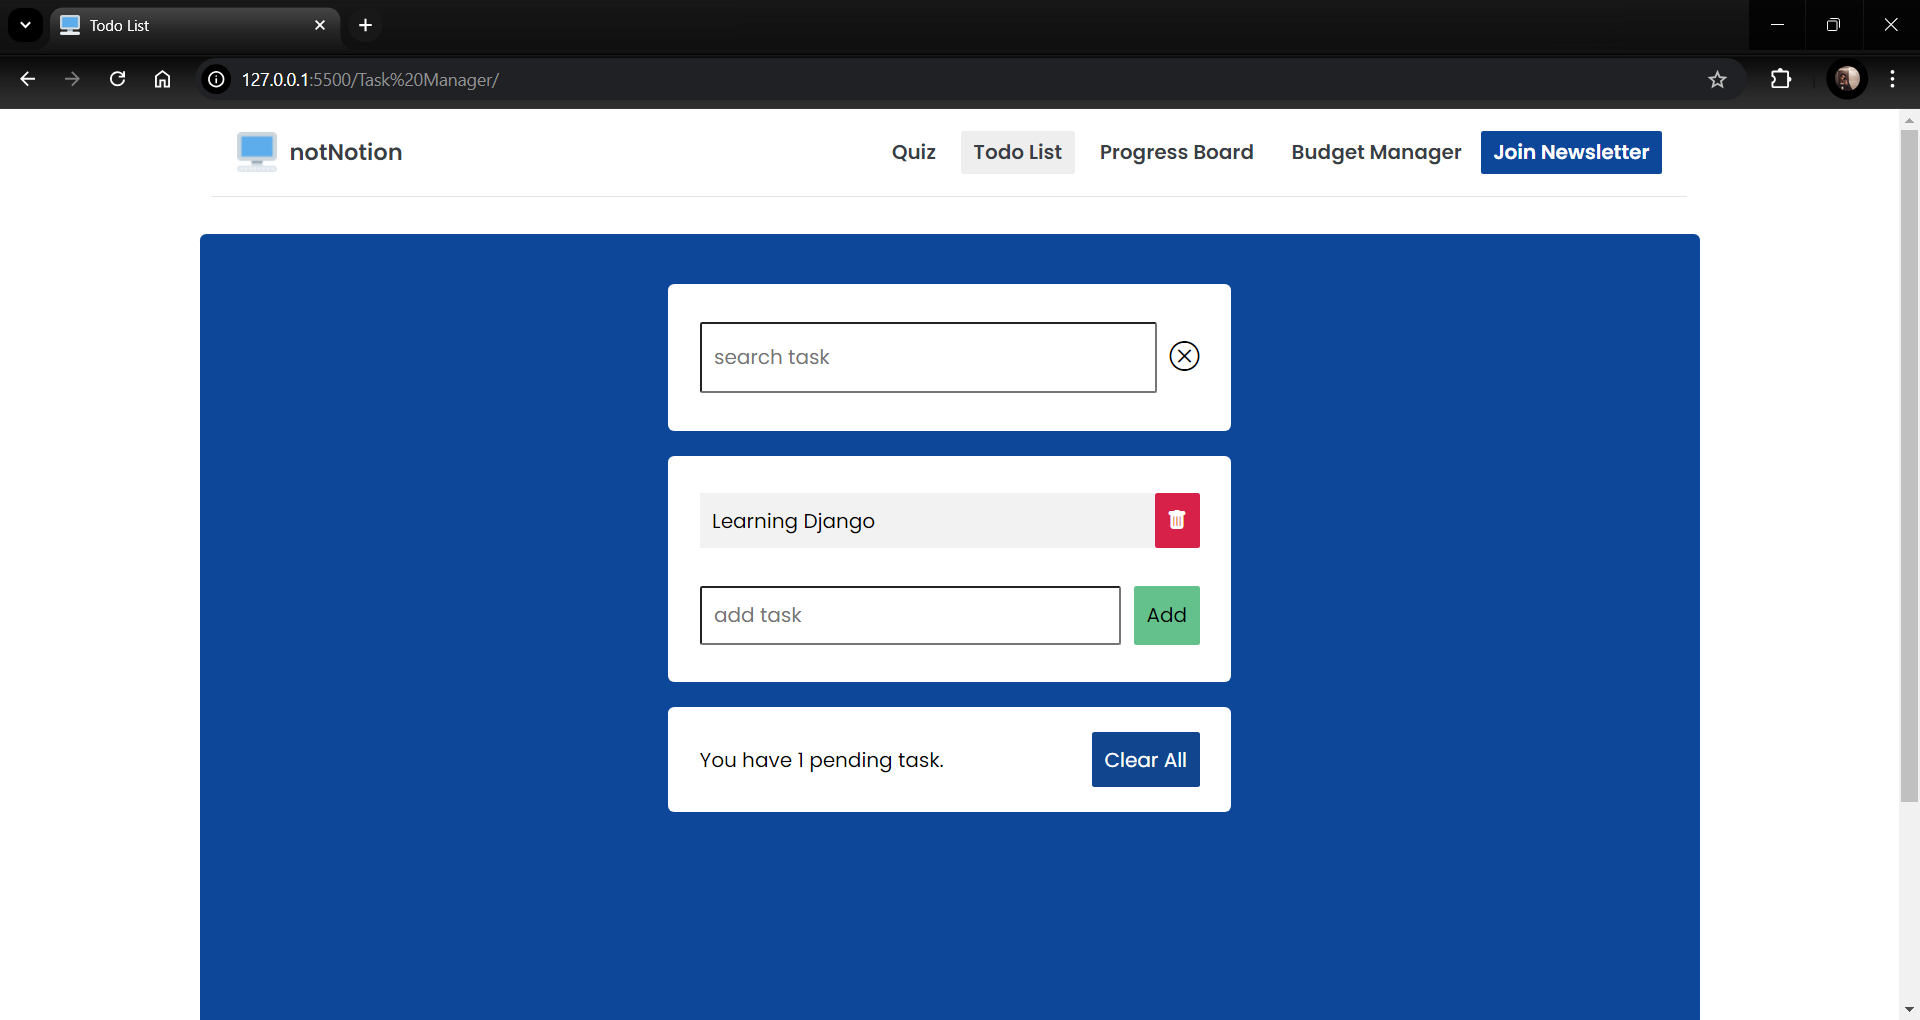 Todo List
127.0.0.1:5500/Task%20Manager/
notNotion
Quiz
Todo List
Progress Board
Budget Manager
Join Newsletter
search task
Learning Django
add task
Add
You have 1 pending task.
Clear All